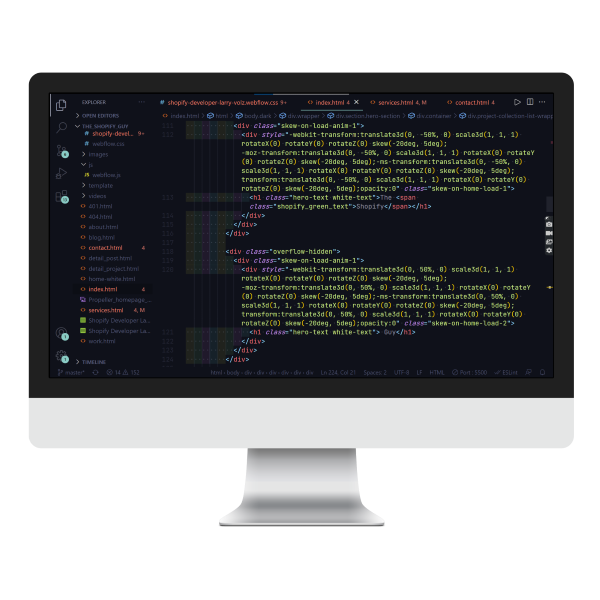 EXPLORER ···
# shopify-developer-larry-volz.webflow.css 9+
<> index.html 4 ×
<> services.html 4, M
<> contact.html 4
> OPEN EDITORS
<> index.html > html > body.dark > div.wrapper > div.section.hero-section > div.container > div.project-collection-list-wrapp
THE_SHOPIFY_GUY
# shopify-devel... 9+
# webflow.css
> images
js
JS webflow.js
> template
> videos
<> 401.html
<> 404.html
<> about.html
<> blog.html
<> contact.html 4
<> detail_post.html
<> detail_project.html
<> home-white.html
<> index.html 4
Propeller_homepage_...
<> services.html 4, M
Shopify Developer La...
Shopify Developer La...
<> work.html
> TIMELINE
<div class="skew-on-load-anim-1">
<div style="-webkit-transform:translate3d(0, -50%, 0) scale3d(1, 1, 1)
rotateX(0) rotateY(0) rotateZ(0) skew(-20deg, 5deg);
-moz-transform:translate3d(0, -50%, 0) scale3d(1, 1, 1) rotateX(0) rotateY
(0) rotateZ(0) skew(-20deg, 5deg);-ms-transform:translate3d(0, -50%, 0)
scale3d(1, 1, 1) rotateX(0) rotateY(0) rotateZ(0) skew(-20deg, 5deg);
transform:translate3d(0, -50%, 0) scale3d(1, 1, 1) rotateX(0) rotateY(0)
rotateZ(0) skew(-20deg, 5deg);opacity:0" class="skew-on-home-load-1">
<h1 class="hero-text white-text">The <span
class="shopify_green_text">Shopify</span></h1>
</div>
</div>
</div>
<div class="overflow-hidden">
<div class="skew-on-load-anim-1">
<div style="-webkit-transform:translate3d(0, 50%, 0) scale3d(1, 1, 1)
rotateX(0) rotateY(0) rotateZ(0) skew(-20deg, 5deg);
-moz-transform:translate3d(0, 50%, 0) scale3d(1, 1, 1) rotateX(0) rotateY
(0) rotateZ(0) skew(-20deg, 5deg);-ms-transform:translate3d(0, 50%, 0)
scale3d(1, 1, 1) rotateX(0) rotateY(0) rotateZ(0) skew(-20deg, 5deg);
transform:translate3d(0, 50%, 0) scale3d(1, 1, 1) rotateX(0) rotateY(0)
rotateZ(0) skew(-20deg, 5deg);opacity:0" class="skew-on-home-load-2">
<h1 class="hero-text white-text"> Guy</h1>
</div>
</div>
</div>
master* 14 132 html > body > div > div > div > div > div > div Ln 224, Col 21 Spaces: 2 UTF-8 LF HTML Port : 5500 ESLint